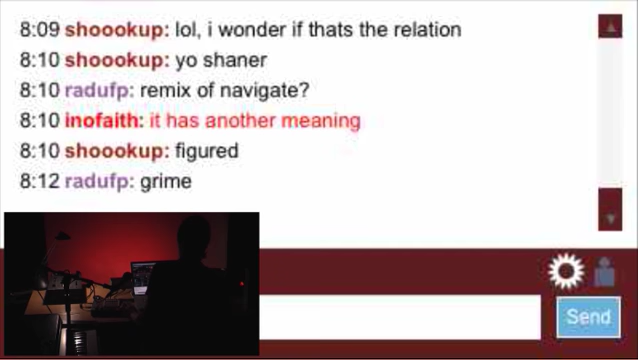 8:09 shoookup: lol, i wonder if thats the relation
8:10 shoookup: yo shaner
8:10 radufp: remix of navigate?
8:10 inofaith: it has another meaning
8:10 shoookup: figured
8:12 radufp: grime
Send